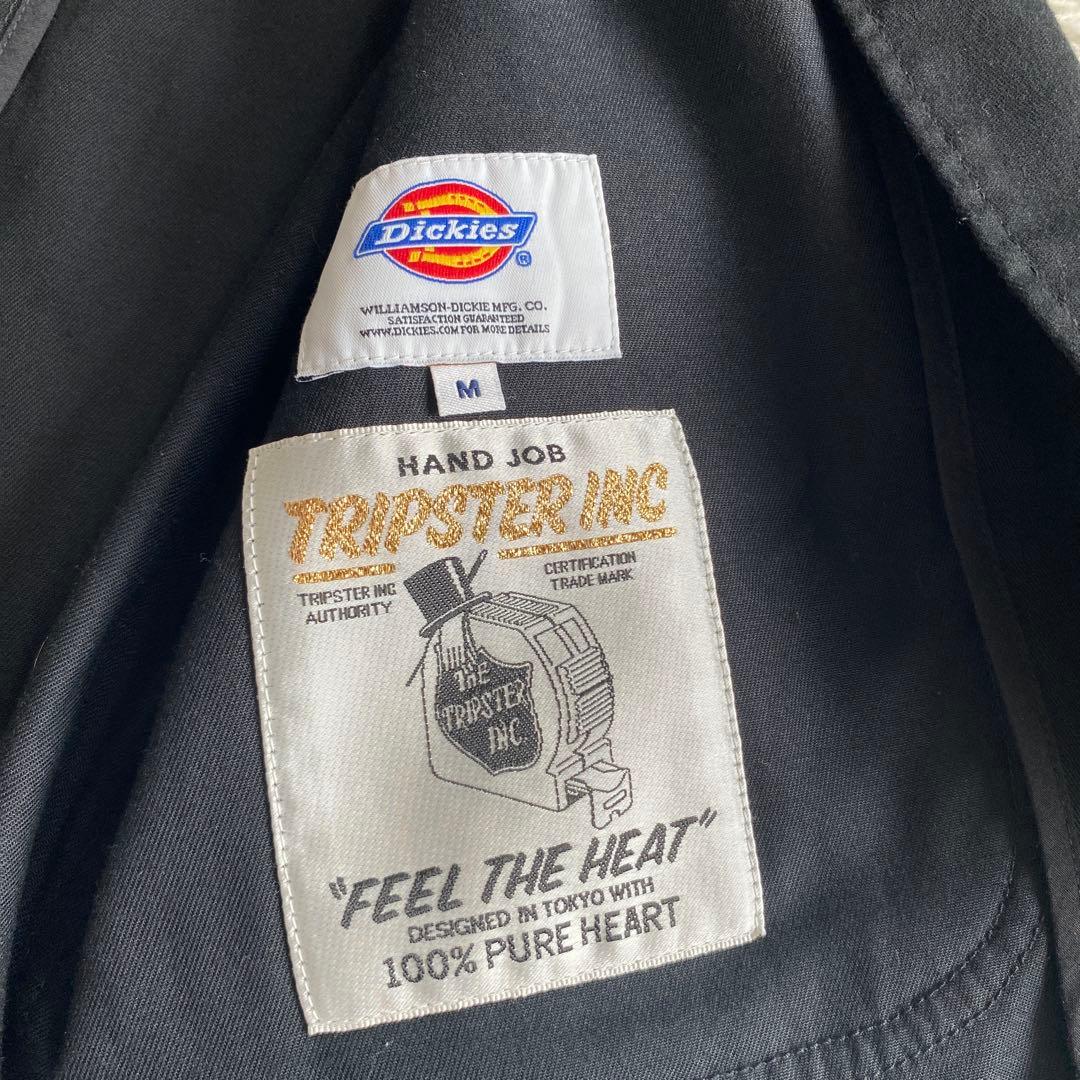 Dickies ®
WILLIAMSON-DICKIE MFG. CO.
SATISFACTION GUARANTEED
WWW.DICKIES.COM FOR MORE DETAILS
M
HAND JOB
TRIPSTER INC
TRIPSTER INC
AUTHORITY
CERTIFICATION
TRADE MARK
THE
TRIPSTER
INC
"FEEL THE HEAT"
DESIGNED IN TOKYO WITH
100% PURE HEART